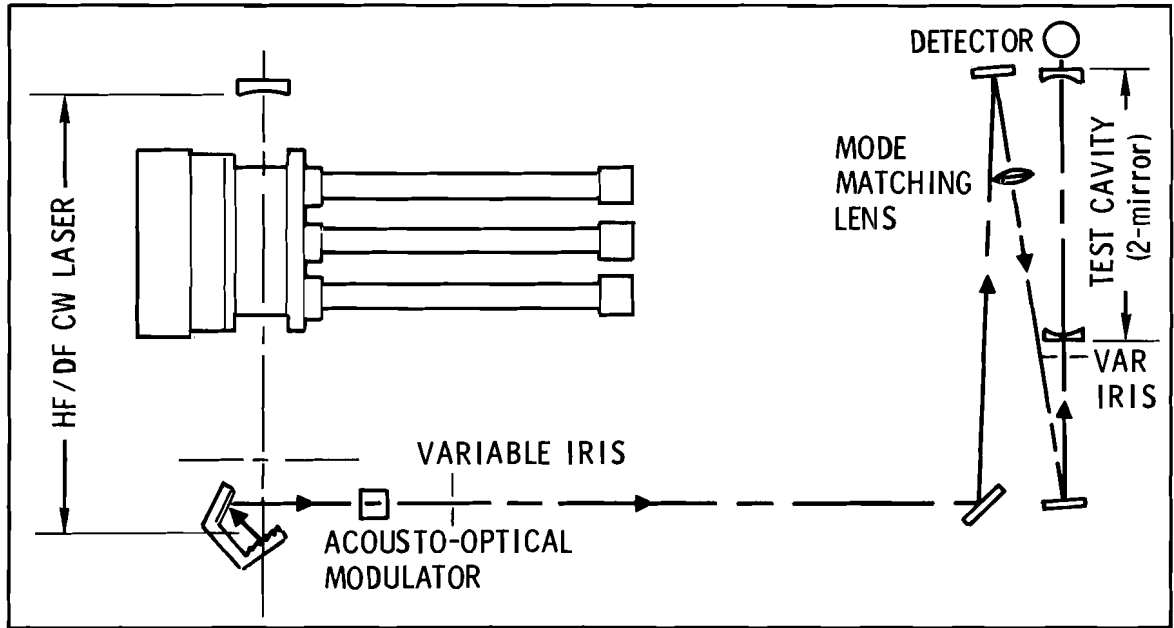 HF/DF CW LASER
VARIABLE IRIS
ACOUSTO-OPTICAL
MODULATOR
MODE
MATCHING
LENS
DETECTOR
TEST CAVITY
(2-mirror)
VAR
IRIS